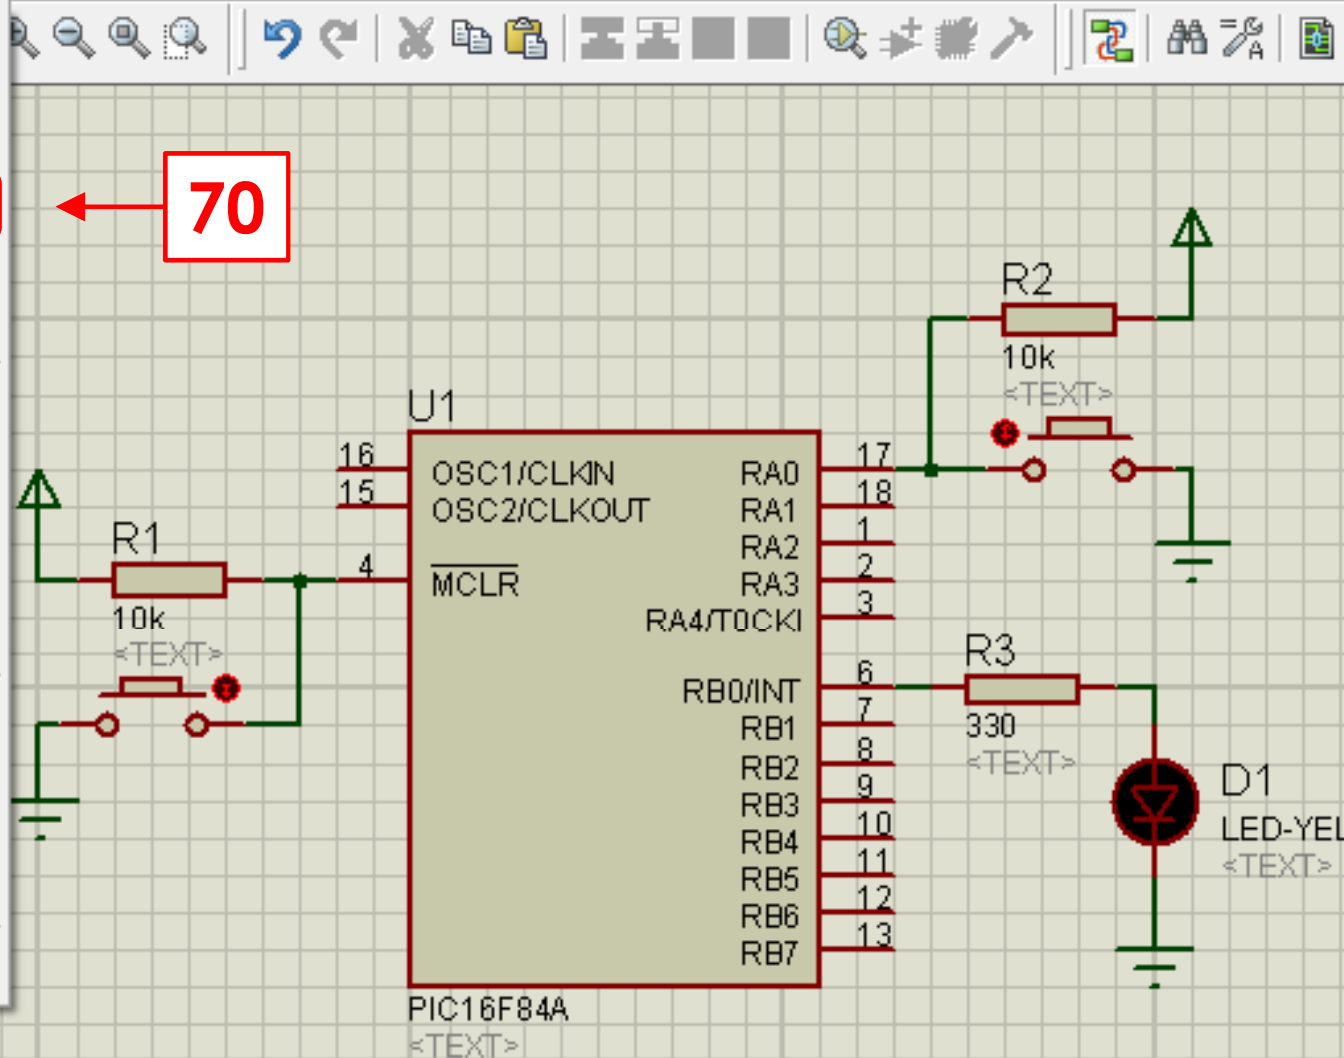 70
R2
10k
<TEXT>
U1
16
OSC1/CLKIN
RA0
17
15
OSC2/CLKOUT
RA1
18
RA2
1
R1
4
MCLR
RA3
2
10k
RA4/T0CKI
3
<TEXT>
R3
RB0/INT
6
330
<TEXT>
RB1
7
RB2
8
D1
RB3
9
LED-YEL
RB4
10
<TEXT>
RB5
11
RB6
12
RB7
13
PIC16F84A
<TEXT>